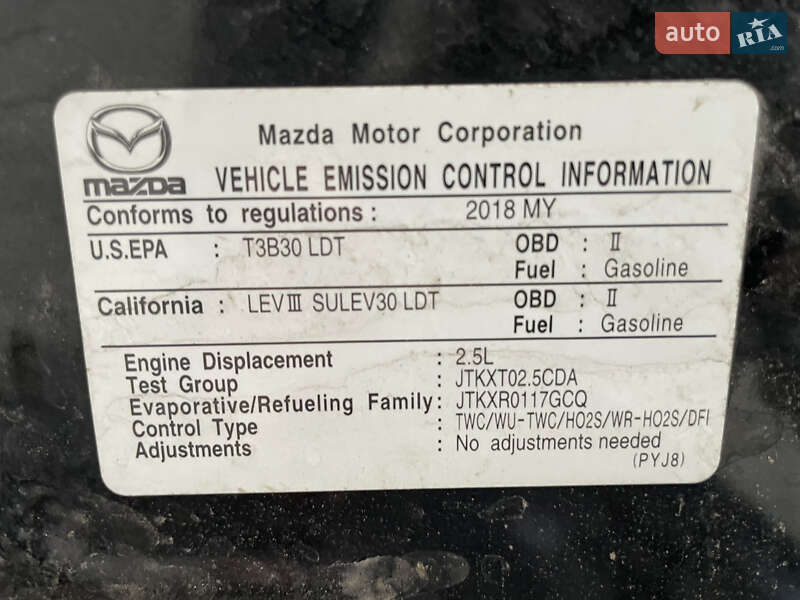 auto RIA.com
Mazda Motor Corporation
mazda VEHICLE EMISSION CONTROL INFORMATION
Conforms to regulations : 2018 MY
U.S.EPA : T3B30 LDT OBD : II
Fuel : Gasoline
California : LEVIII SULEV30 LDT OBD : II
Fuel : Gasoline
Engine Displacement : 2.5L
Test Group : JTKXT02.5CDA
Evaporative/Refueling Family: JTKXR0117GCQ
Control Type : TWC/WU-TWC/HO2S/WR-HO2S/DFI
Adjustments : No adjustments needed
(PYJ8)